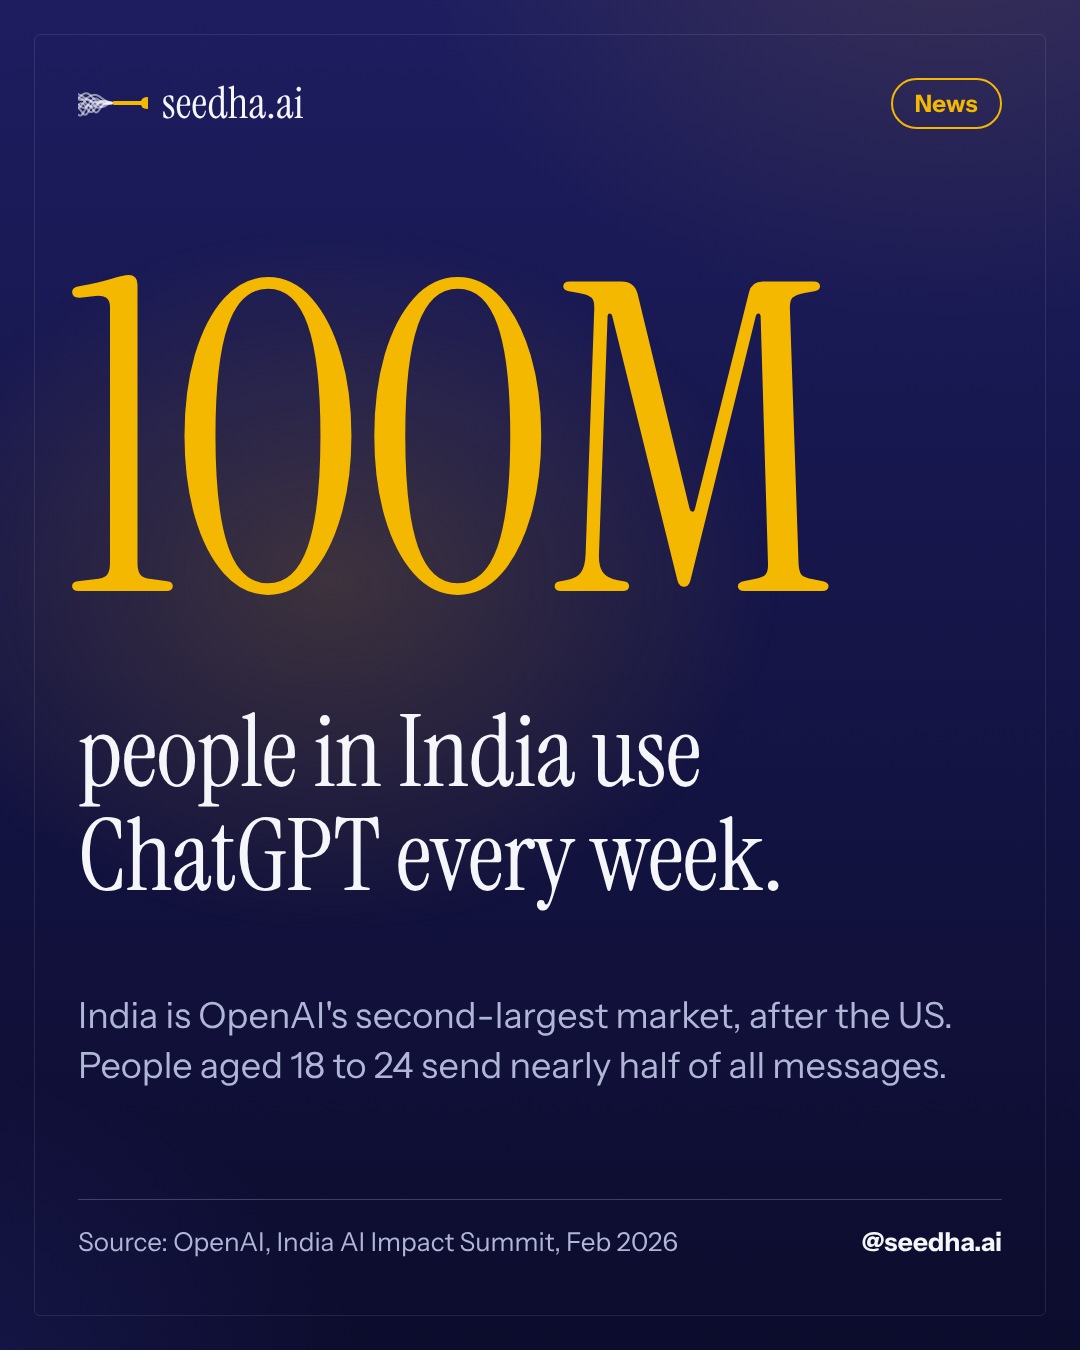 seedha.ai
News
100M
people in India use
ChatGPT every week.
India is OpenAI's second-largest market, after the US.
People aged 18 to 24 send nearly half of all messages.
Source: OpenAI, India AI Impact Summit, Feb 2026
@seedha.ai